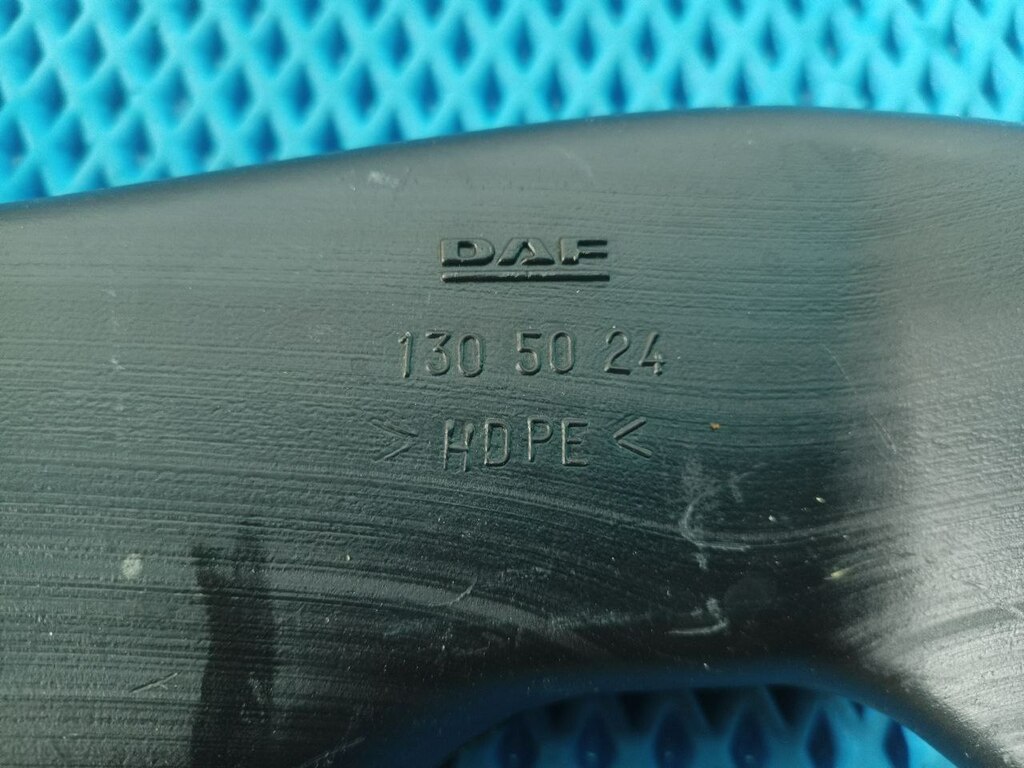 DAF
130 50 24
> HDPE <